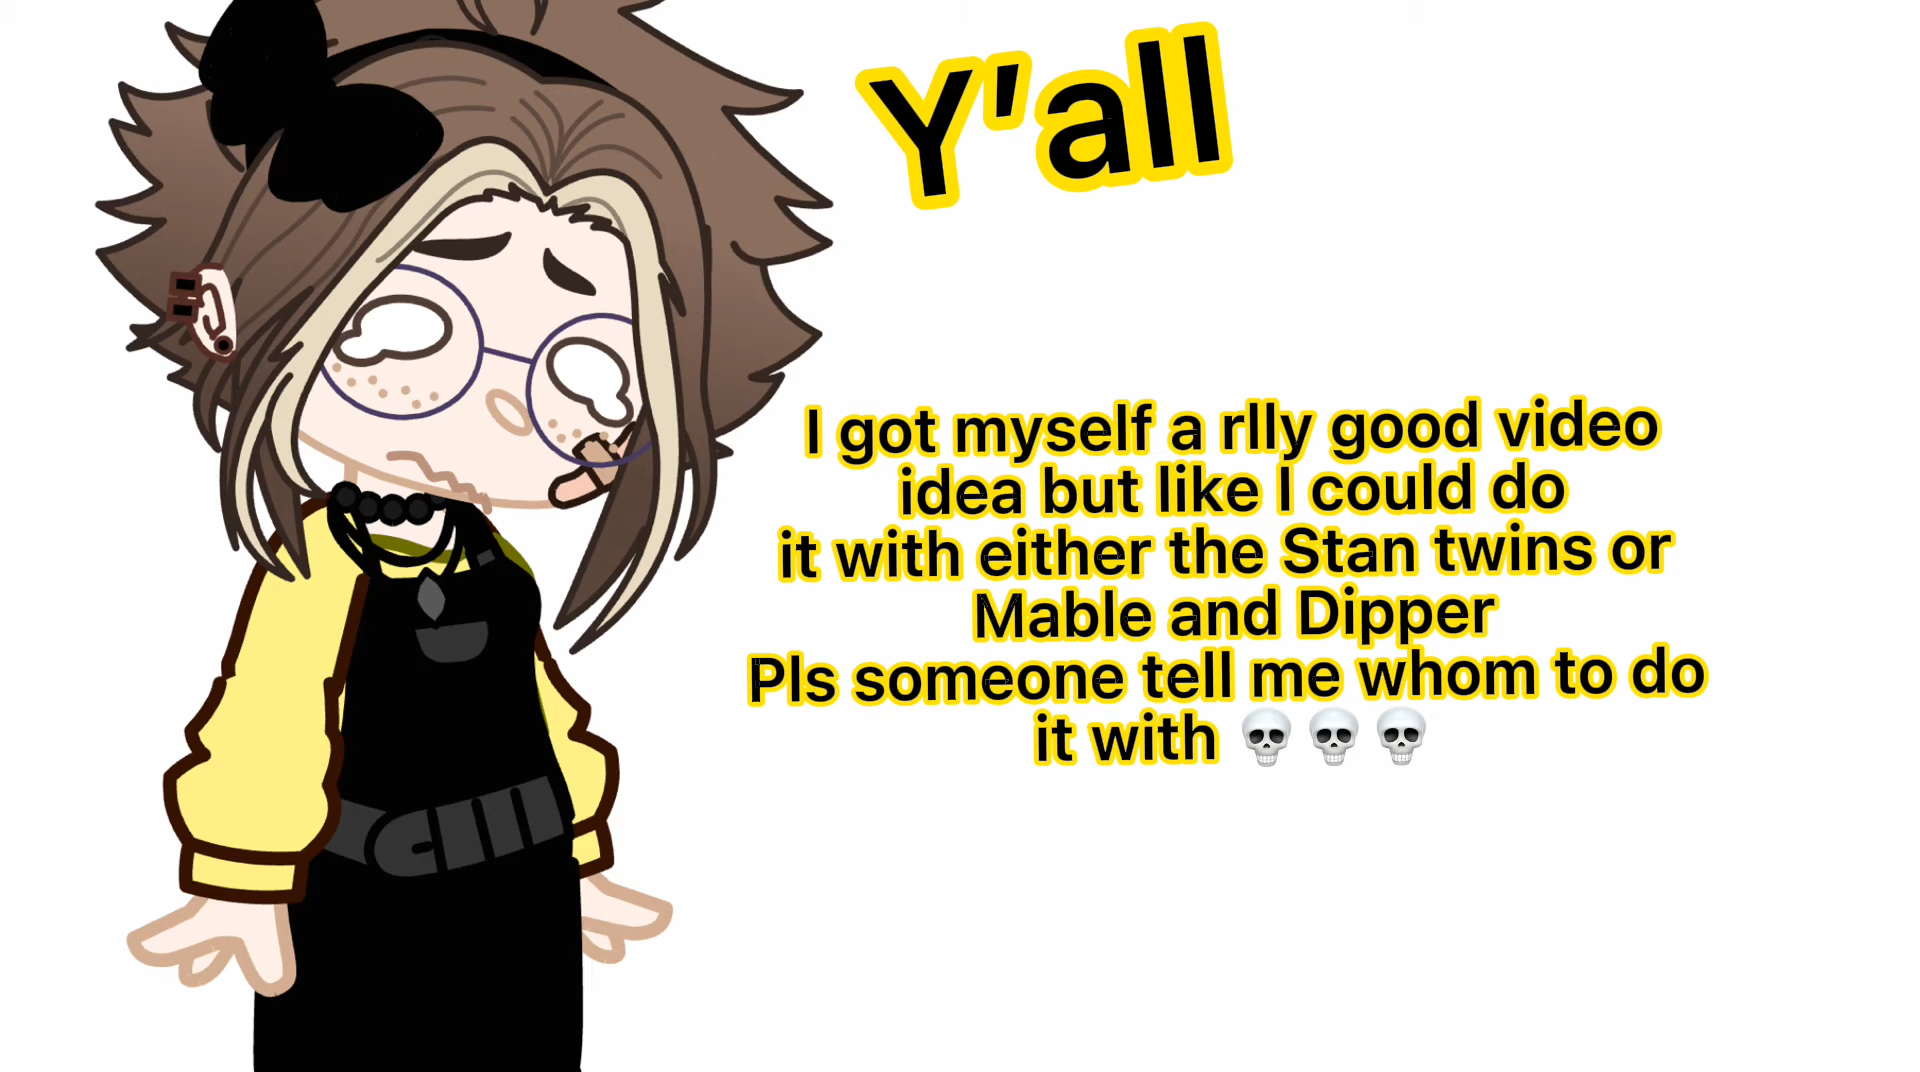 Y'all
I got myself a rlly good video
idea but like I could do
it with either the Stan twins or
Mable and Dipper
Pls someone tell me whom to do
it with 💀💀💀